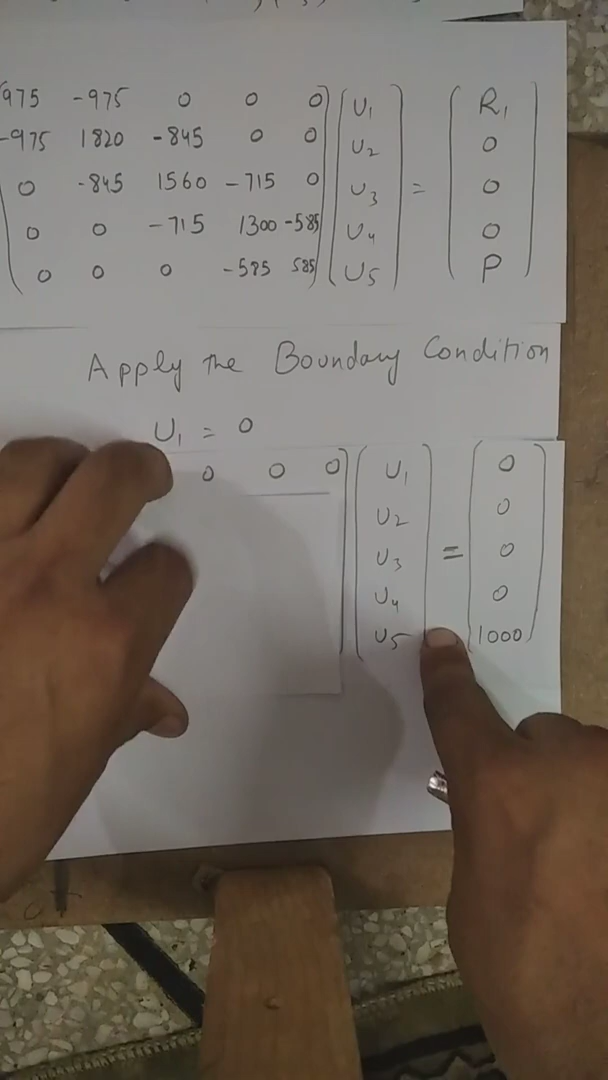 975 -975 0 0 0 U₁ R₁
-975 1820 -845 0 0 U₂ 0
0 -845 1560 -715 0 U₃ = 0
0 0 -715 1300 -585 U₄ 0
0 0 0 -585 585 U₅ P
Apply the Boundary Condition
U₁ = 0
0 0 0 U₁ 0
U₂ 0
U₃ = 0
U₄ 0
U₅ 1000